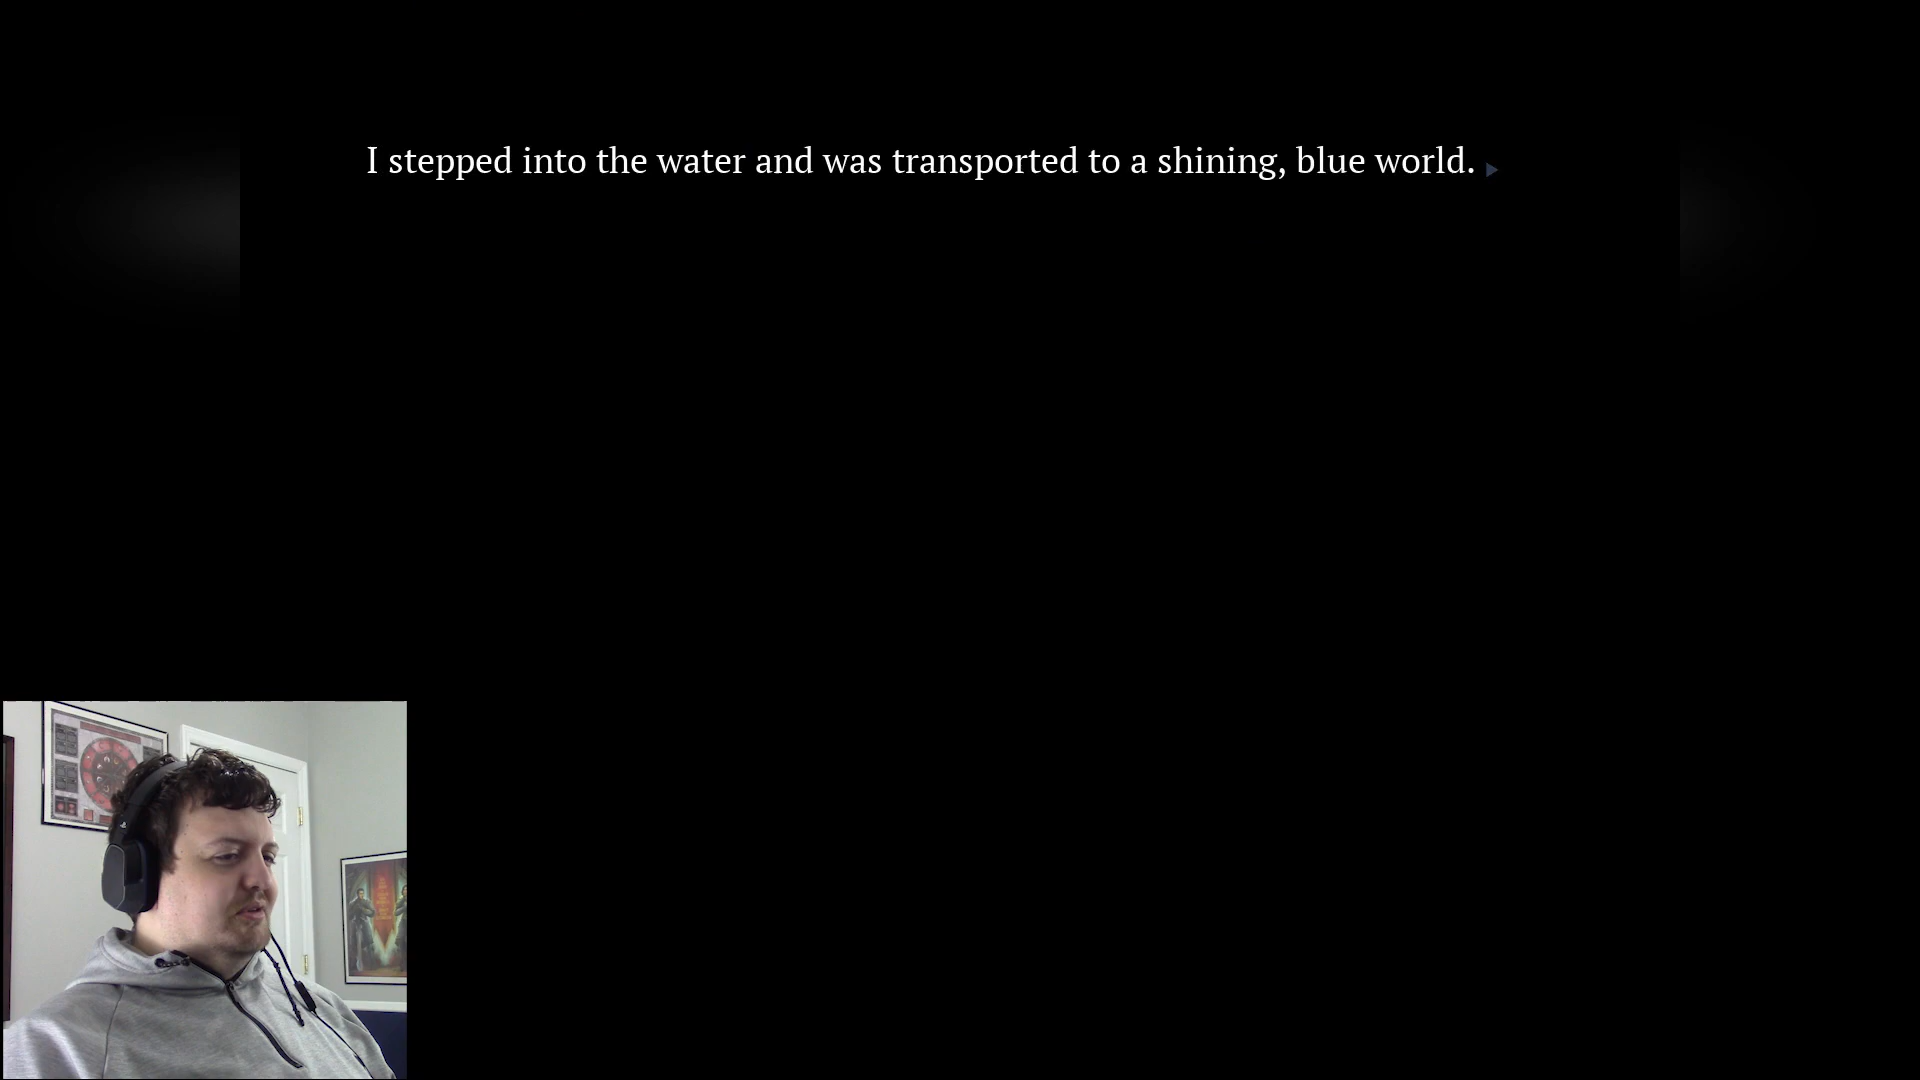 I stepped into the water and was transported to a shining, blue world.